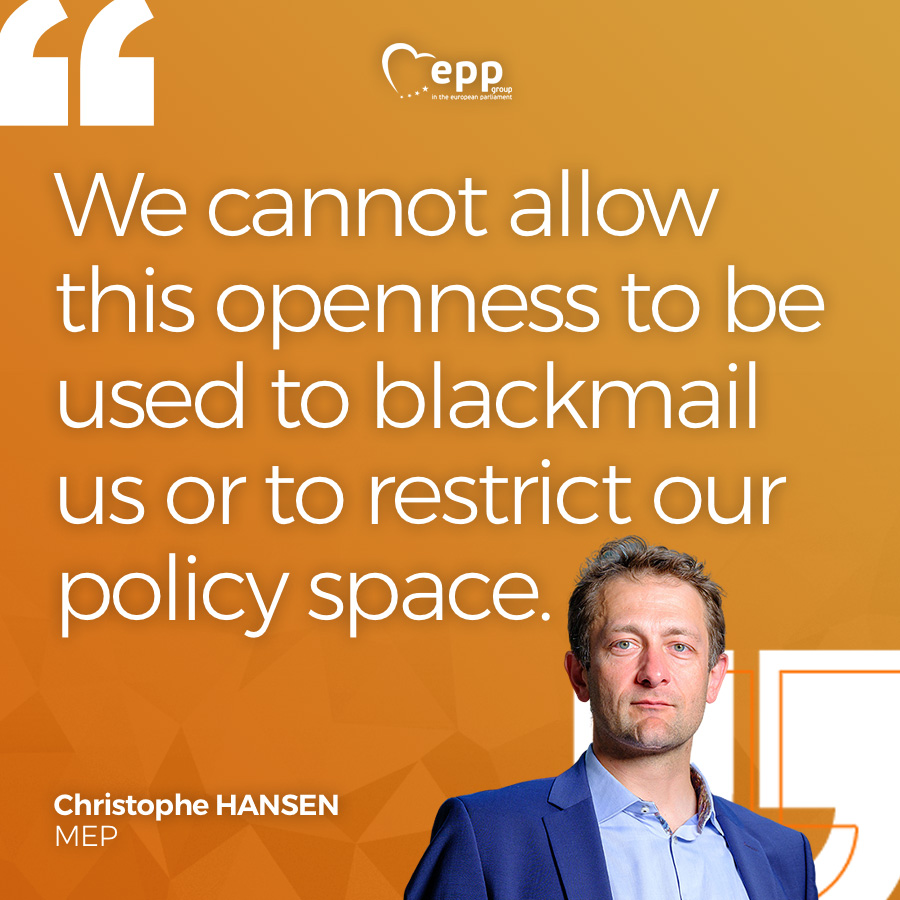 epp
group
in the european parliament
We cannot allow
this openness to be
used to blackmail
us or to restrict our
policy space.
Christophe HANSEN
MEP